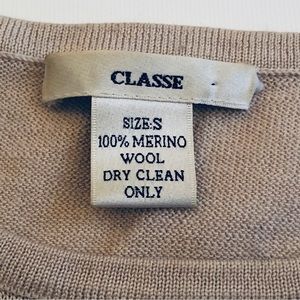 CLASSE
SIZE:S
100% MERINO
WOOL
DRY CLEAN
ONLY